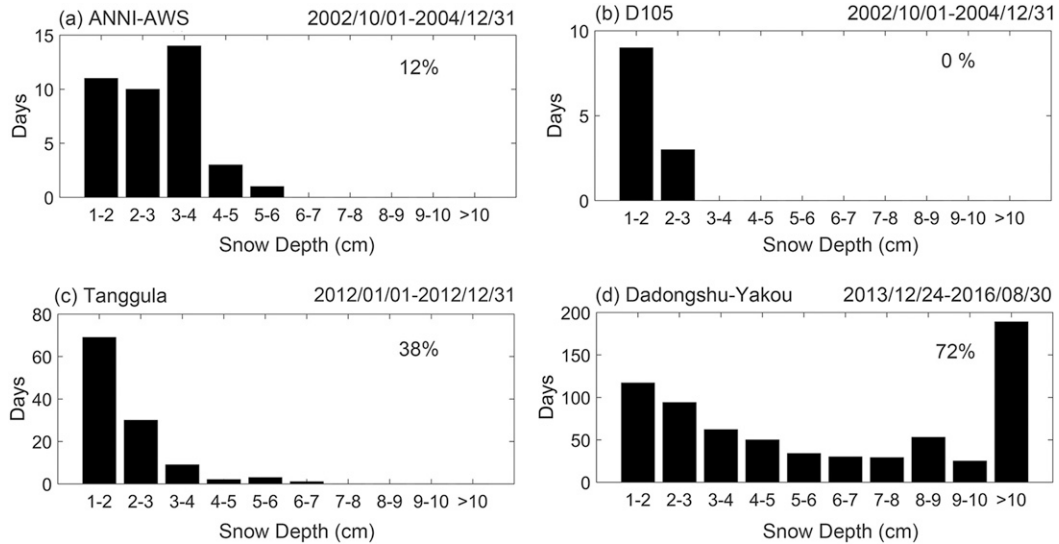 (a) ANNI-AWS 2002/10/01-2004/12/31
15
10
5
0
Days
12%
1-2 2-3 3-4 4-5 5-6 6-7 7-8 8-9 9-10 >10
Snow Depth (cm)
(b) D105 2002/10/01-2004/12/31
10
5
0
Days
0 %
1-2 2-3 3-4 4-5 5-6 6-7 7-8 8-9 9-10 >10
Snow Depth (cm)
(c) Tanggula 2012/01/01-2012/12/31
80
60
40
20
0
Days
38%
1-2 2-3 3-4 4-5 5-6 6-7 7-8 8-9 9-10 >10
Snow Depth (cm)
(d) Dadongshu-Yakou 2013/12/24-2016/08/30
200
150
100
50
0
Days
72%
1-2 2-3 3-4 4-5 5-6 6-7 7-8 8-9 9-10 >10
Snow Depth (cm)